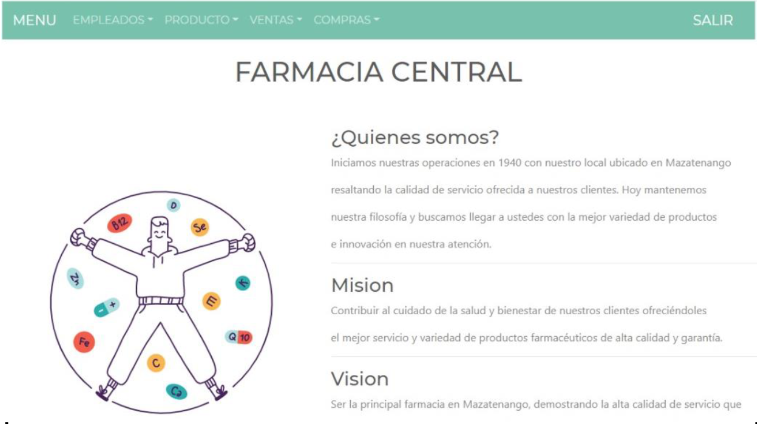 MENU EMPLEADOS PRODUCTO VENTAS COMPRAS SALIR
FARMACIA CENTRAL
¿Quienes somos?
Iniciamos nuestras operaciones en 1940 con nuestro local ubicado en Mazatenango
resaltando la calidad de servicio ofrecida a nuestros clientes. Hoy mantenemos
nuestra filosofía y buscamos llegar a ustedes con la mejor variedad de productos
e innovación en nuestra atención.
Mision
Contribuir al cuidado de la salud y bienestar de nuestros clientes ofreciéndoles
el mejor servicio y variedad de productos farmacéuticos de alta calidad y garantía.
Vision
Ser la principal farmacia en Mazatenango, demostrando la alta calidad de servicio que
D
B12
Se
Zn
K
- +
E
Fe
Q 10
C
Ca